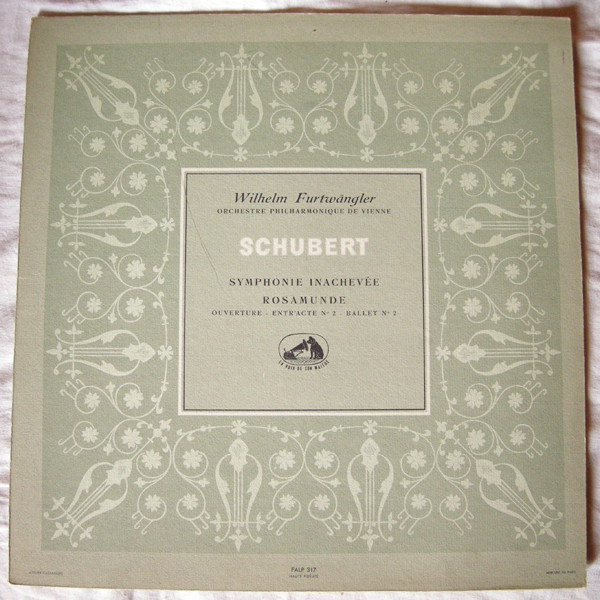 Wilhelm Furtwängler
ORCHESTRE PHILHARMONIQUE DE VIENNE
SCHUBERT
SYMPHONIE INACHEVÉE
ROSAMUNDE
OUVERTURE - ENTR'ACTE N° 2 - BALLET N° 2
LA VOIX DE SON MAITRE
FALP 317